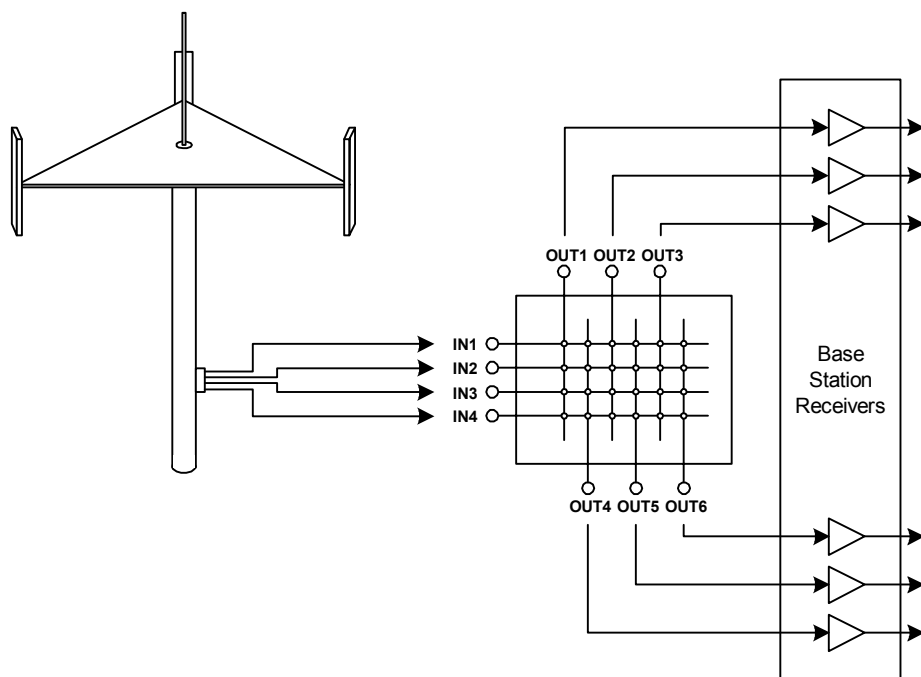 OUT1 OUT2 OUT3
IN1
IN2
IN3
IN4
OUT4 OUT5 OUT6
Base
Station
Receivers